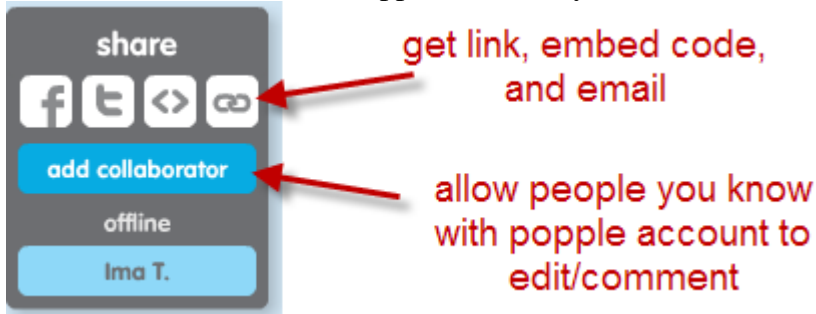 share
get link, embed code,
and email
add collaborator
allow people you know
with popple account to
edit/comment
offline
Ima T.